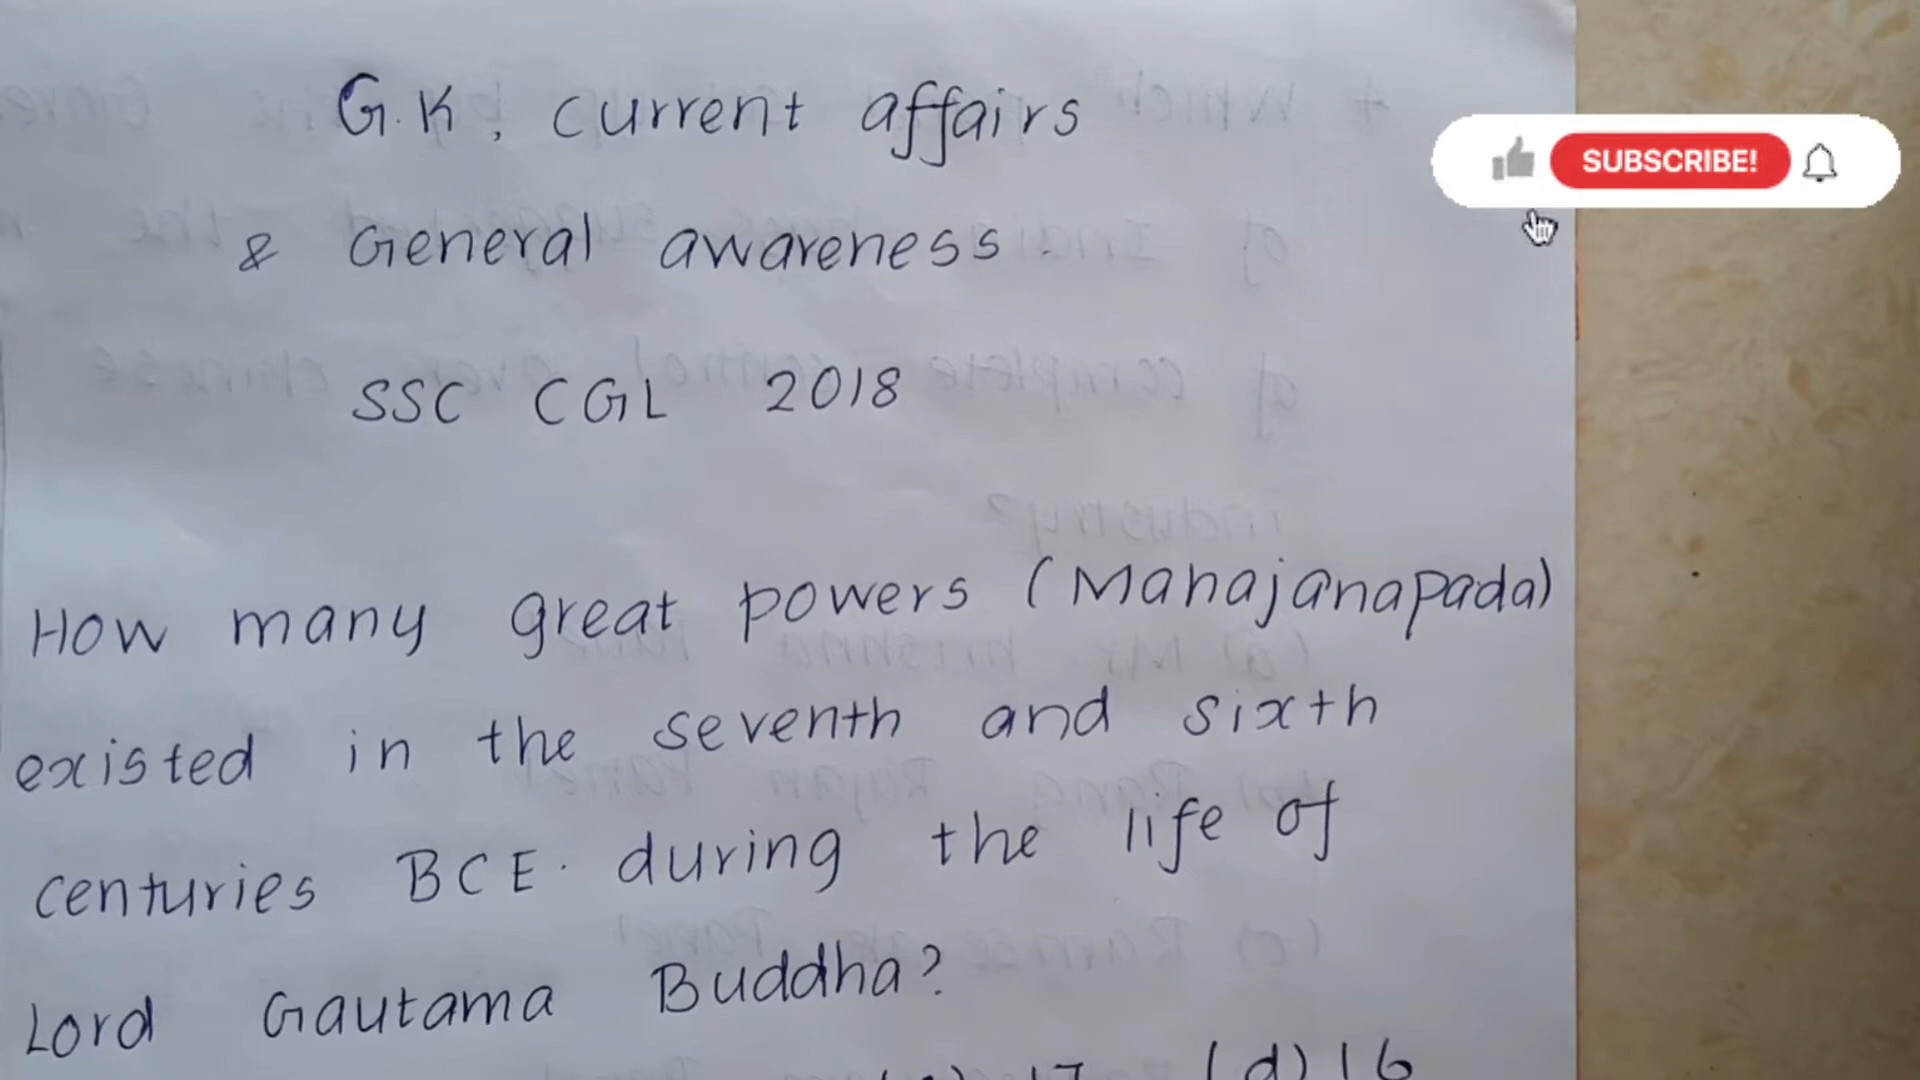 G.K, current affairs
& General awareness
SSC CGL 2018
SUBSCRIBE!
How many great powers (Mahajanapada)
existed in the seventh and sixth
centuries BCE. during the life of
Lord Gautama Buddha?
17 (d) 16